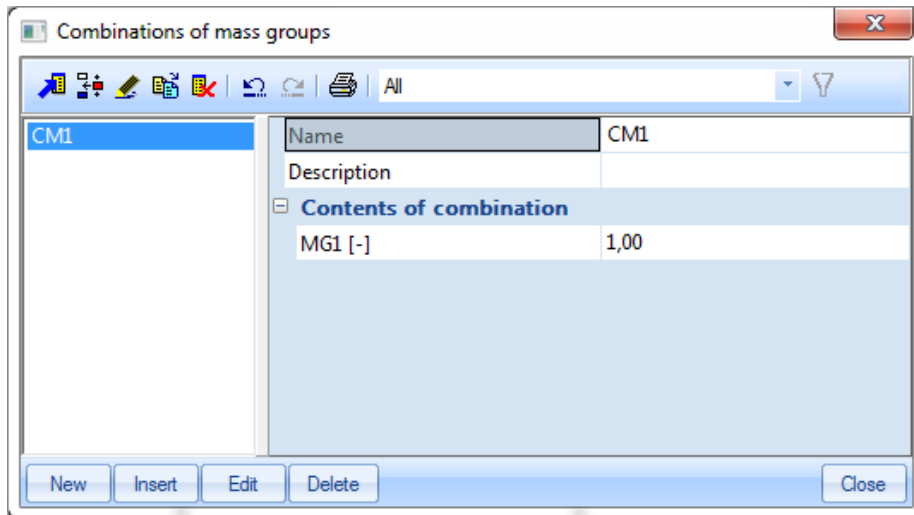 Combinations of mass groups
All
CM1
Name CM1
Description
Contents of combination
MG1 [-] 1,00
New Insert Edit Delete Close